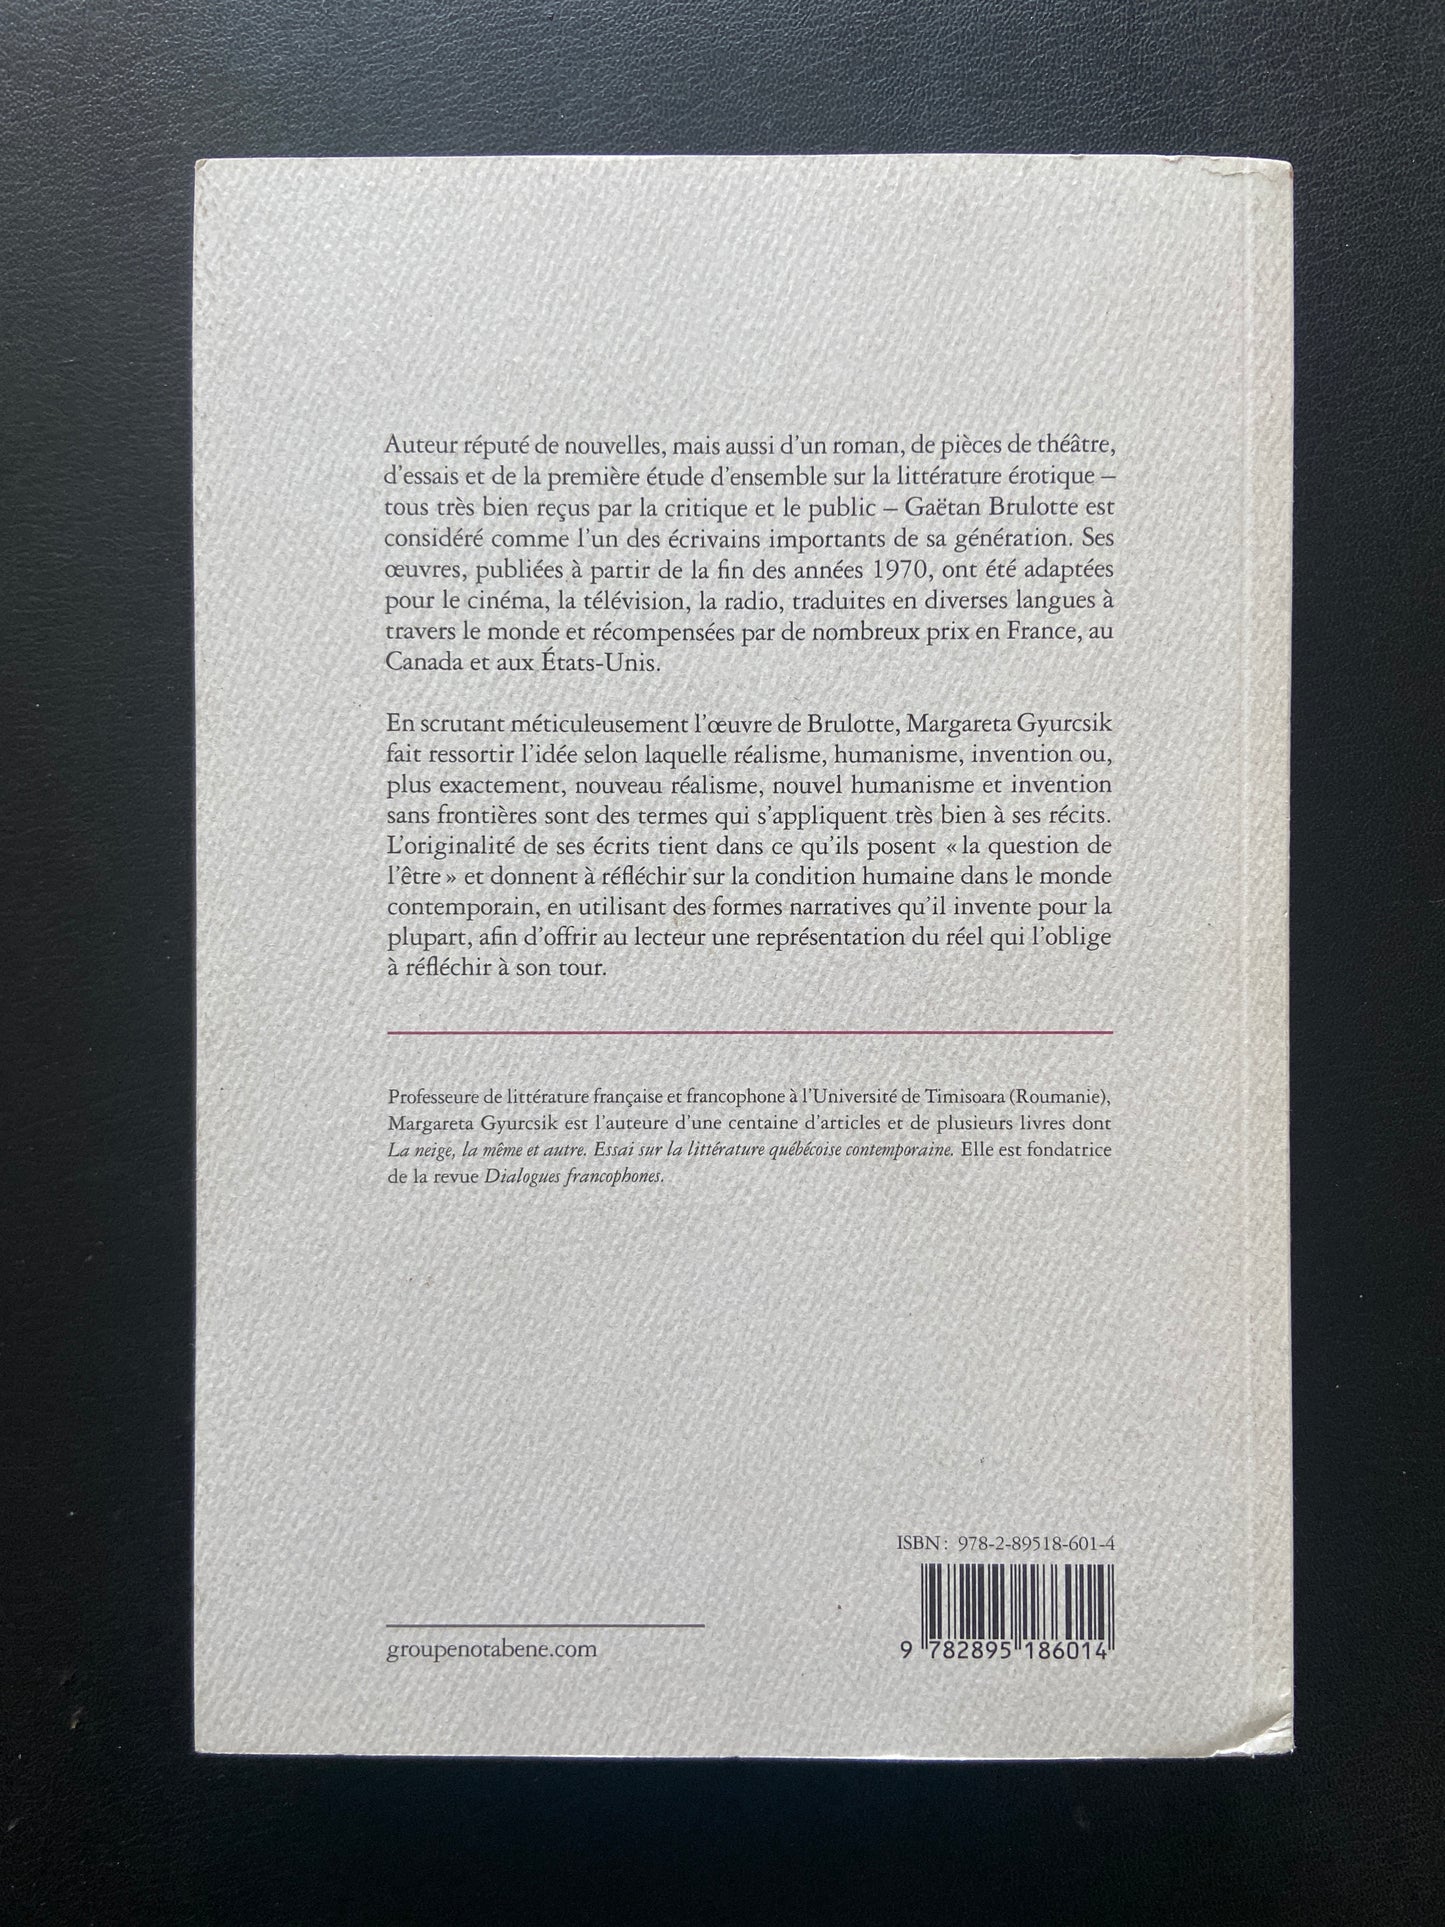 Auteur réputé de nouvelles, mais aussi d'un roman, de pièces de théâtre,
d'essais et de la première étude d'ensemble sur la littérature érotique –
tous très bien reçus par la critique et le public – Gaëtan Brulotte est
considéré comme l'un des écrivains importants de sa génération. Ses
œuvres, publiées à partir de la fin des années 1970, ont été adaptées
pour le cinéma, la télévision, la radio, traduites en diverses langues à
travers le monde et récompensées par de nombreux prix en France, au
Canada et aux États-Unis.
En scrutant méticuleusement l'œuvre de Brulotte, Margareta Gyurcsik
fait ressortir l'idée selon laquelle réalisme, humanisme, invention ou,
plus exactement, nouveau réalisme, nouvel humanisme et invention
sans frontières sont des termes qui s'appliquent très bien à ses récits.
L'originalité de ses écrits tient dans ce qu'ils posent « la question de
l'être » et donnent à réfléchir sur la condition humaine dans le monde
contemporain, en utilisant des formes narratives qu'il invente pour la
plupart, afin d'offrir au lecteur une représentation du réel qui l'oblige
à réfléchir à son tour.
Professeure de littérature française et francophone à l'Université de Timisoara (Roumanie),
Margareta Gyurcsik est l'auteure d'une centaine d'articles et de plusieurs livres dont
La neige, la même et autre. Essai sur la littérature québécoise contemporaine. Elle est fondatrice
de la revue Dialogues francophones.
ISBN : 978-2-89518-601-4
9 782895 186014
groupenotabene.com